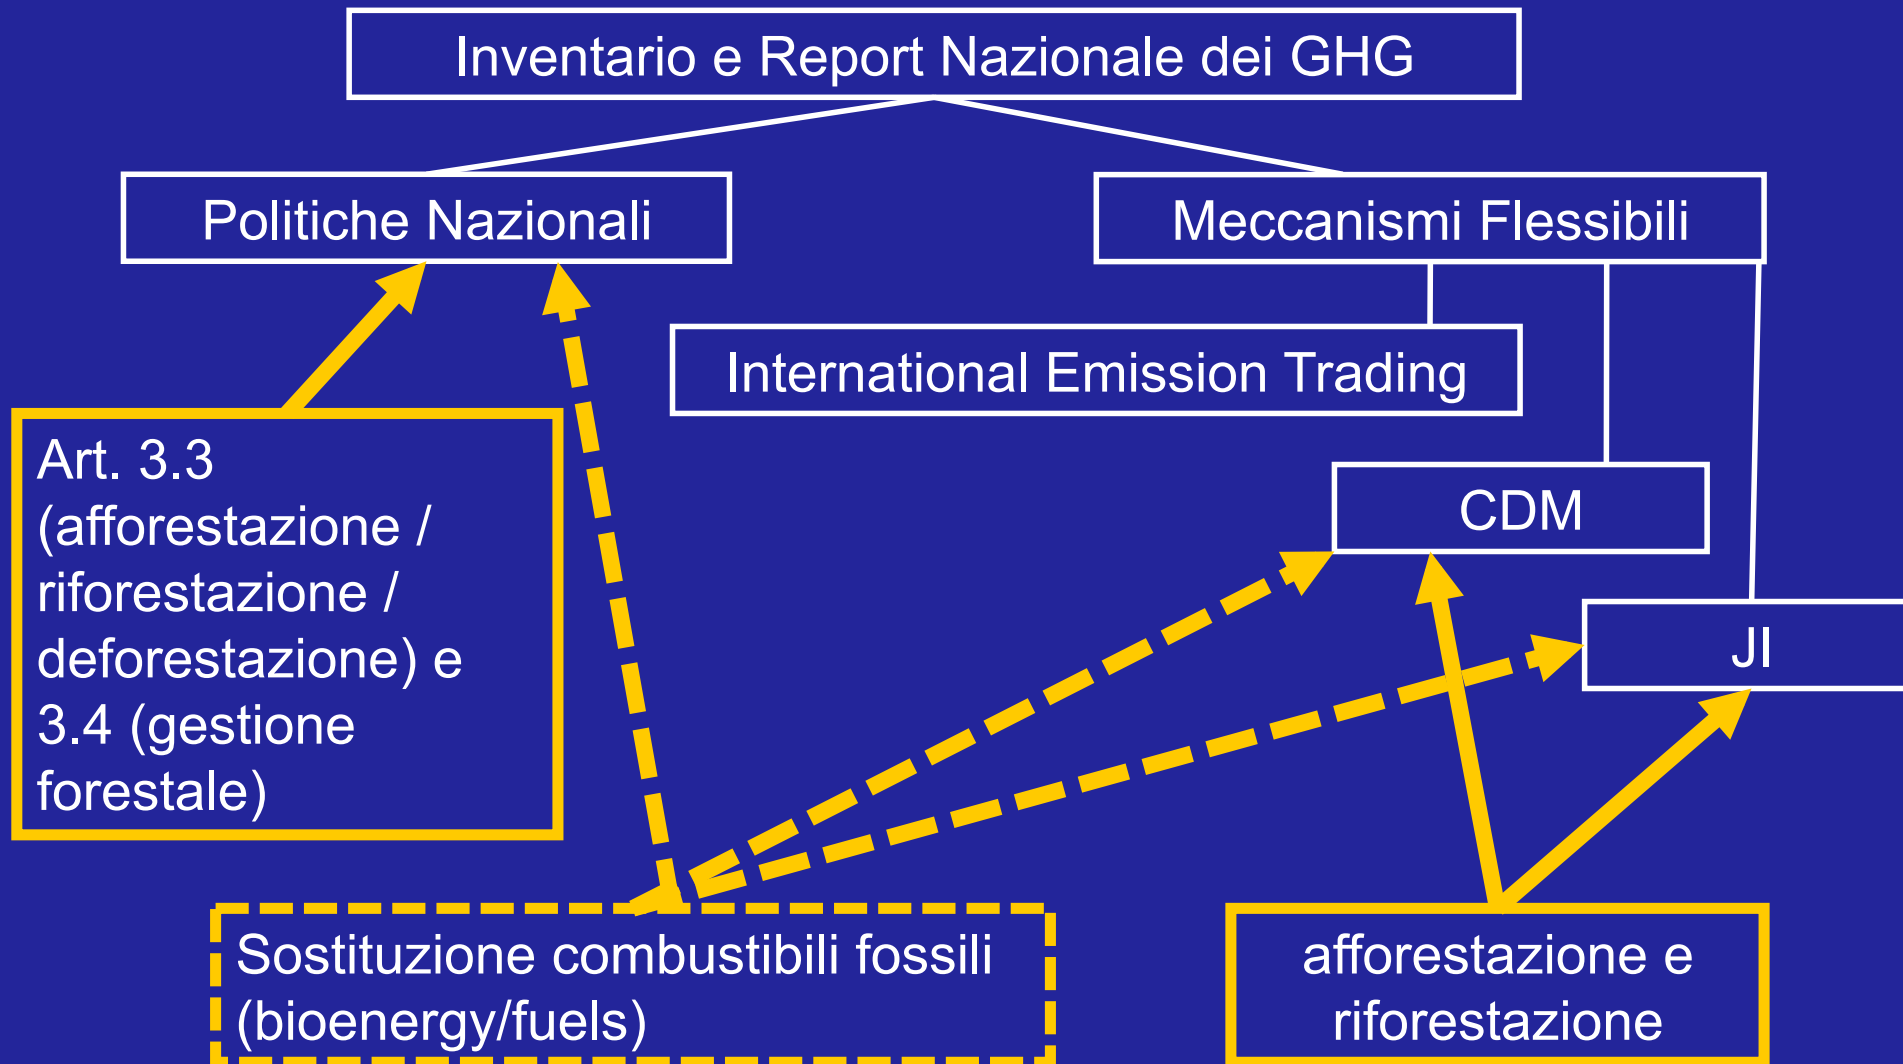 Inventario e Report Nazionale dei GHG
Politiche Nazionali
Meccanismi Flessibili
International Emission Trading
Art. 3.3
(afforestazione /
riforestazione /
deforestazione) e
3.4 (gestione
forestale)
CDM
JI
Sostituzione combustibili fossili
(bioenergy/fuels)
afforestazione e
riforestazione